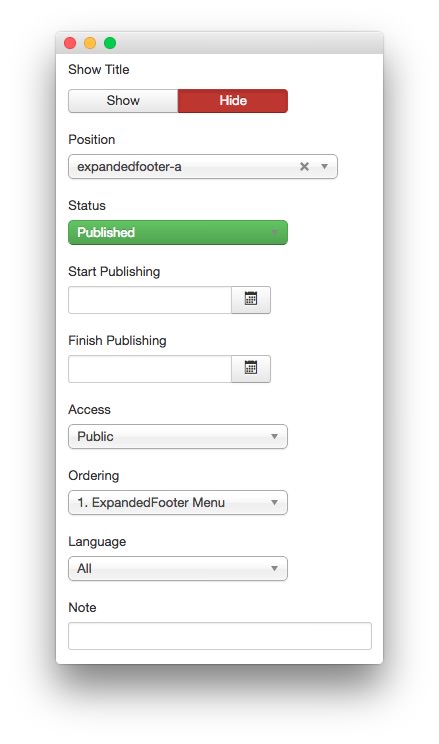 Show Title
Show Hide
Position
expandedfooter-a
Status
Published
Start Publishing
Finish Publishing
Access
Public
Ordering
1. ExpandedFooter Menu
Language
All
Note